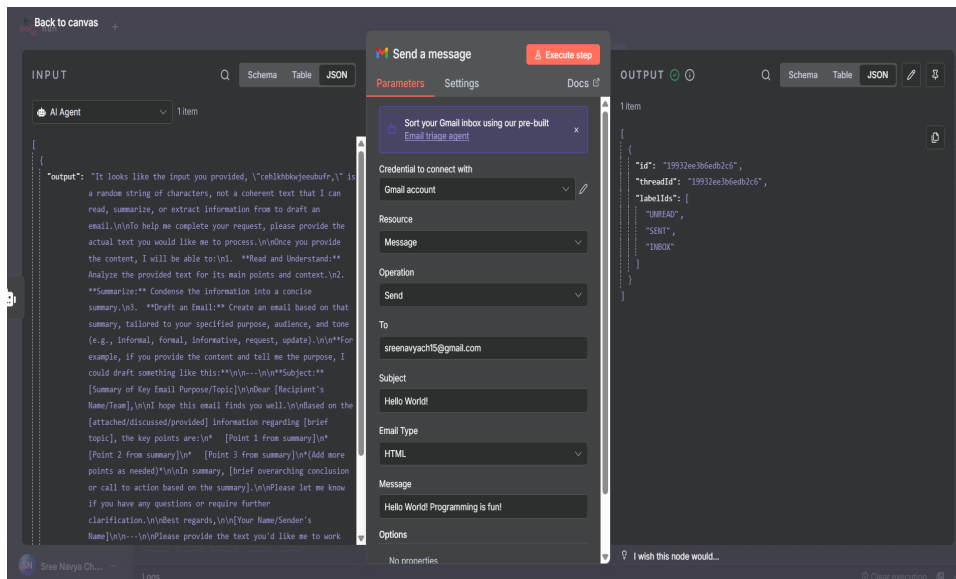 Back to canvas
n8n
INPUT
Schema Table JSON
AI Agent
1 item
[
{
"output": "It looks like the input you provided, \"cehlkhbkwjeeubufr,\" is
a random string of characters, not a coherent text that I can
read, summarize, or extract information from to draft an
email.\n\nTo help me complete your request, please provide the
actual text you would like me to process.\n\nOnce you provide
the content, I will be able to:\n1. **Read and Understand:**
Analyze the provided text for its main points and context.\n2.
**Summarize:** Condense the information into a concise
summary.\n3. **Draft an Email:** Create an email based on that
summary, tailored to your specified purpose, audience, and tone
(e.g., informal, formal, informative, request, update).\n\n**For
example, if you provide the content and tell me the purpose, I
could draft something like this:**\n\n---\n\n**Subject:**
[Summary of Key Email Purpose/Topic]\n\nDear [Recipient's
Name/Team],\n\nI hope this email finds you well.\n\nBased on the
[attached/discussed/provided] information regarding [brief
topic], the key points are:\n* [Point 1 from summary]\n*
[Point 2 from summary]\n* [Point 3 from summary]\n*(Add more
points as needed)*\n\nIn summary, [brief overarching conclusion
or call to action based on the summary].\n\nPlease let me know
if you have any questions or require further
clarification.\n\nBest regards,\n\n[Your Name/Sender's
Name]\n\n---\n\nPlease provide the text you'd like me to work
SN Sree Navya Ch... ...
Logs
Send a message
Execute step
Parameters Settings Docs
Sort your Gmail inbox using our pre-built
Email triage agent
x
Credential to connect with
Gmail account
Resource
Message
Operation
Send
To
sreenavyach15@gmail.com
Subject
Hello World!
Email Type
HTML
Message
Hello World! Programming is fun!
Options
No properties
OUTPUT
Schema Table JSON
1 item
[
{
"id": "19932ee3b6edb2c6",
"threadId": "19932ee3b6edb2c6",
"labelIds": [
"UNREAD",
"SENT",
"INBOX"
]
}
]
I wish this node would...
Clear execution